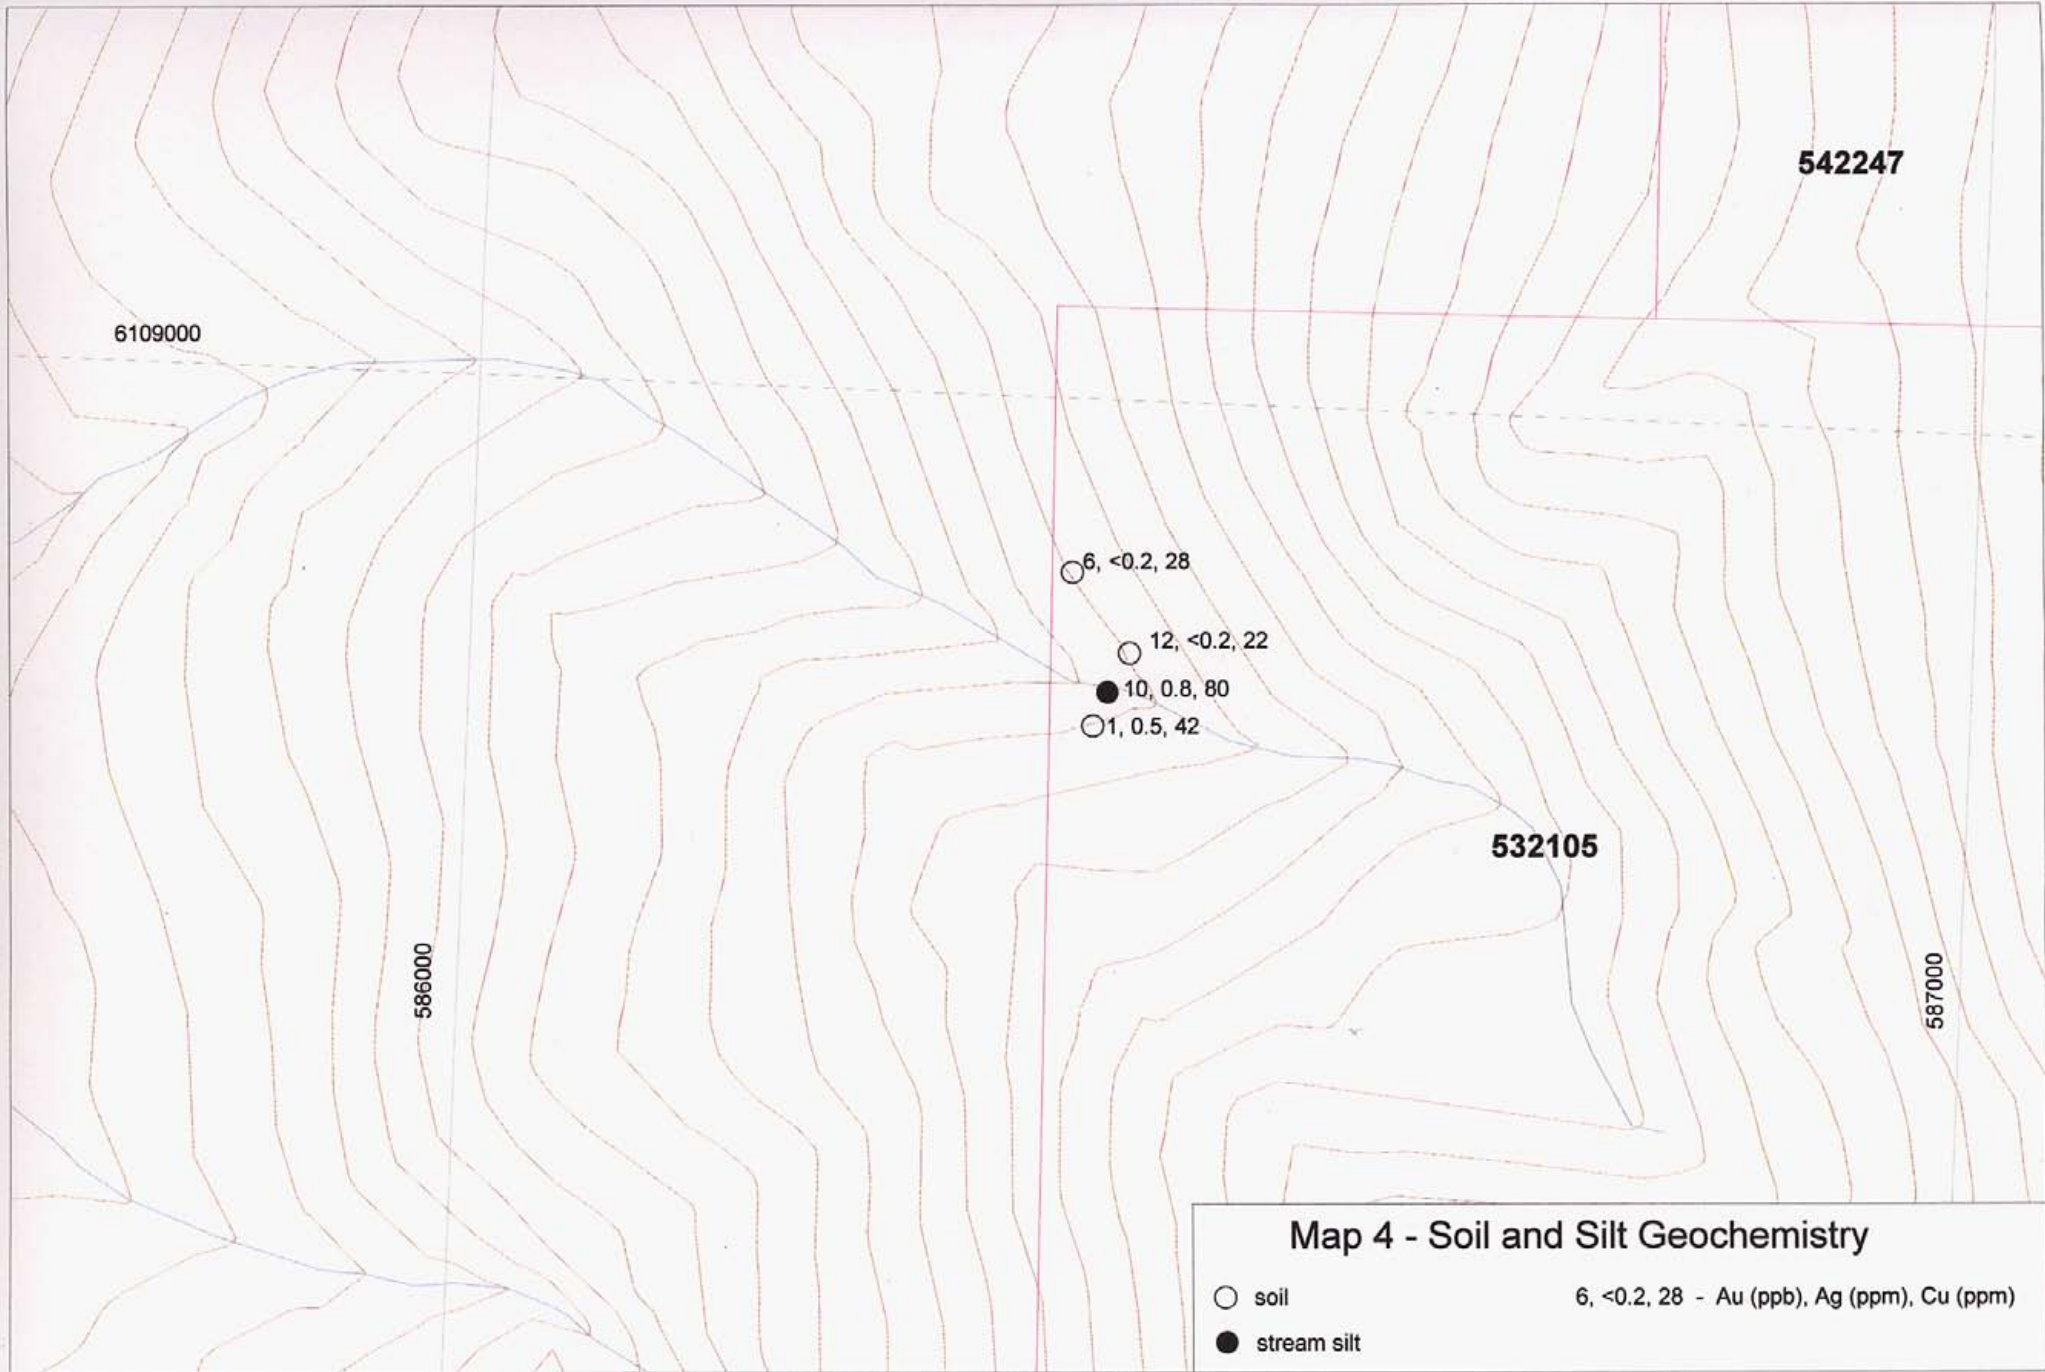 542247
6109000
6, <0.2, 28
12, <0.2, 22
10, 0.8, 80
1, 0.5, 42
532105
586000
587000
Map 4 - Soil and Silt Geochemistry
soil
6, <0.2, 28 - Au (ppb), Ag (ppm), Cu (ppm)
stream silt